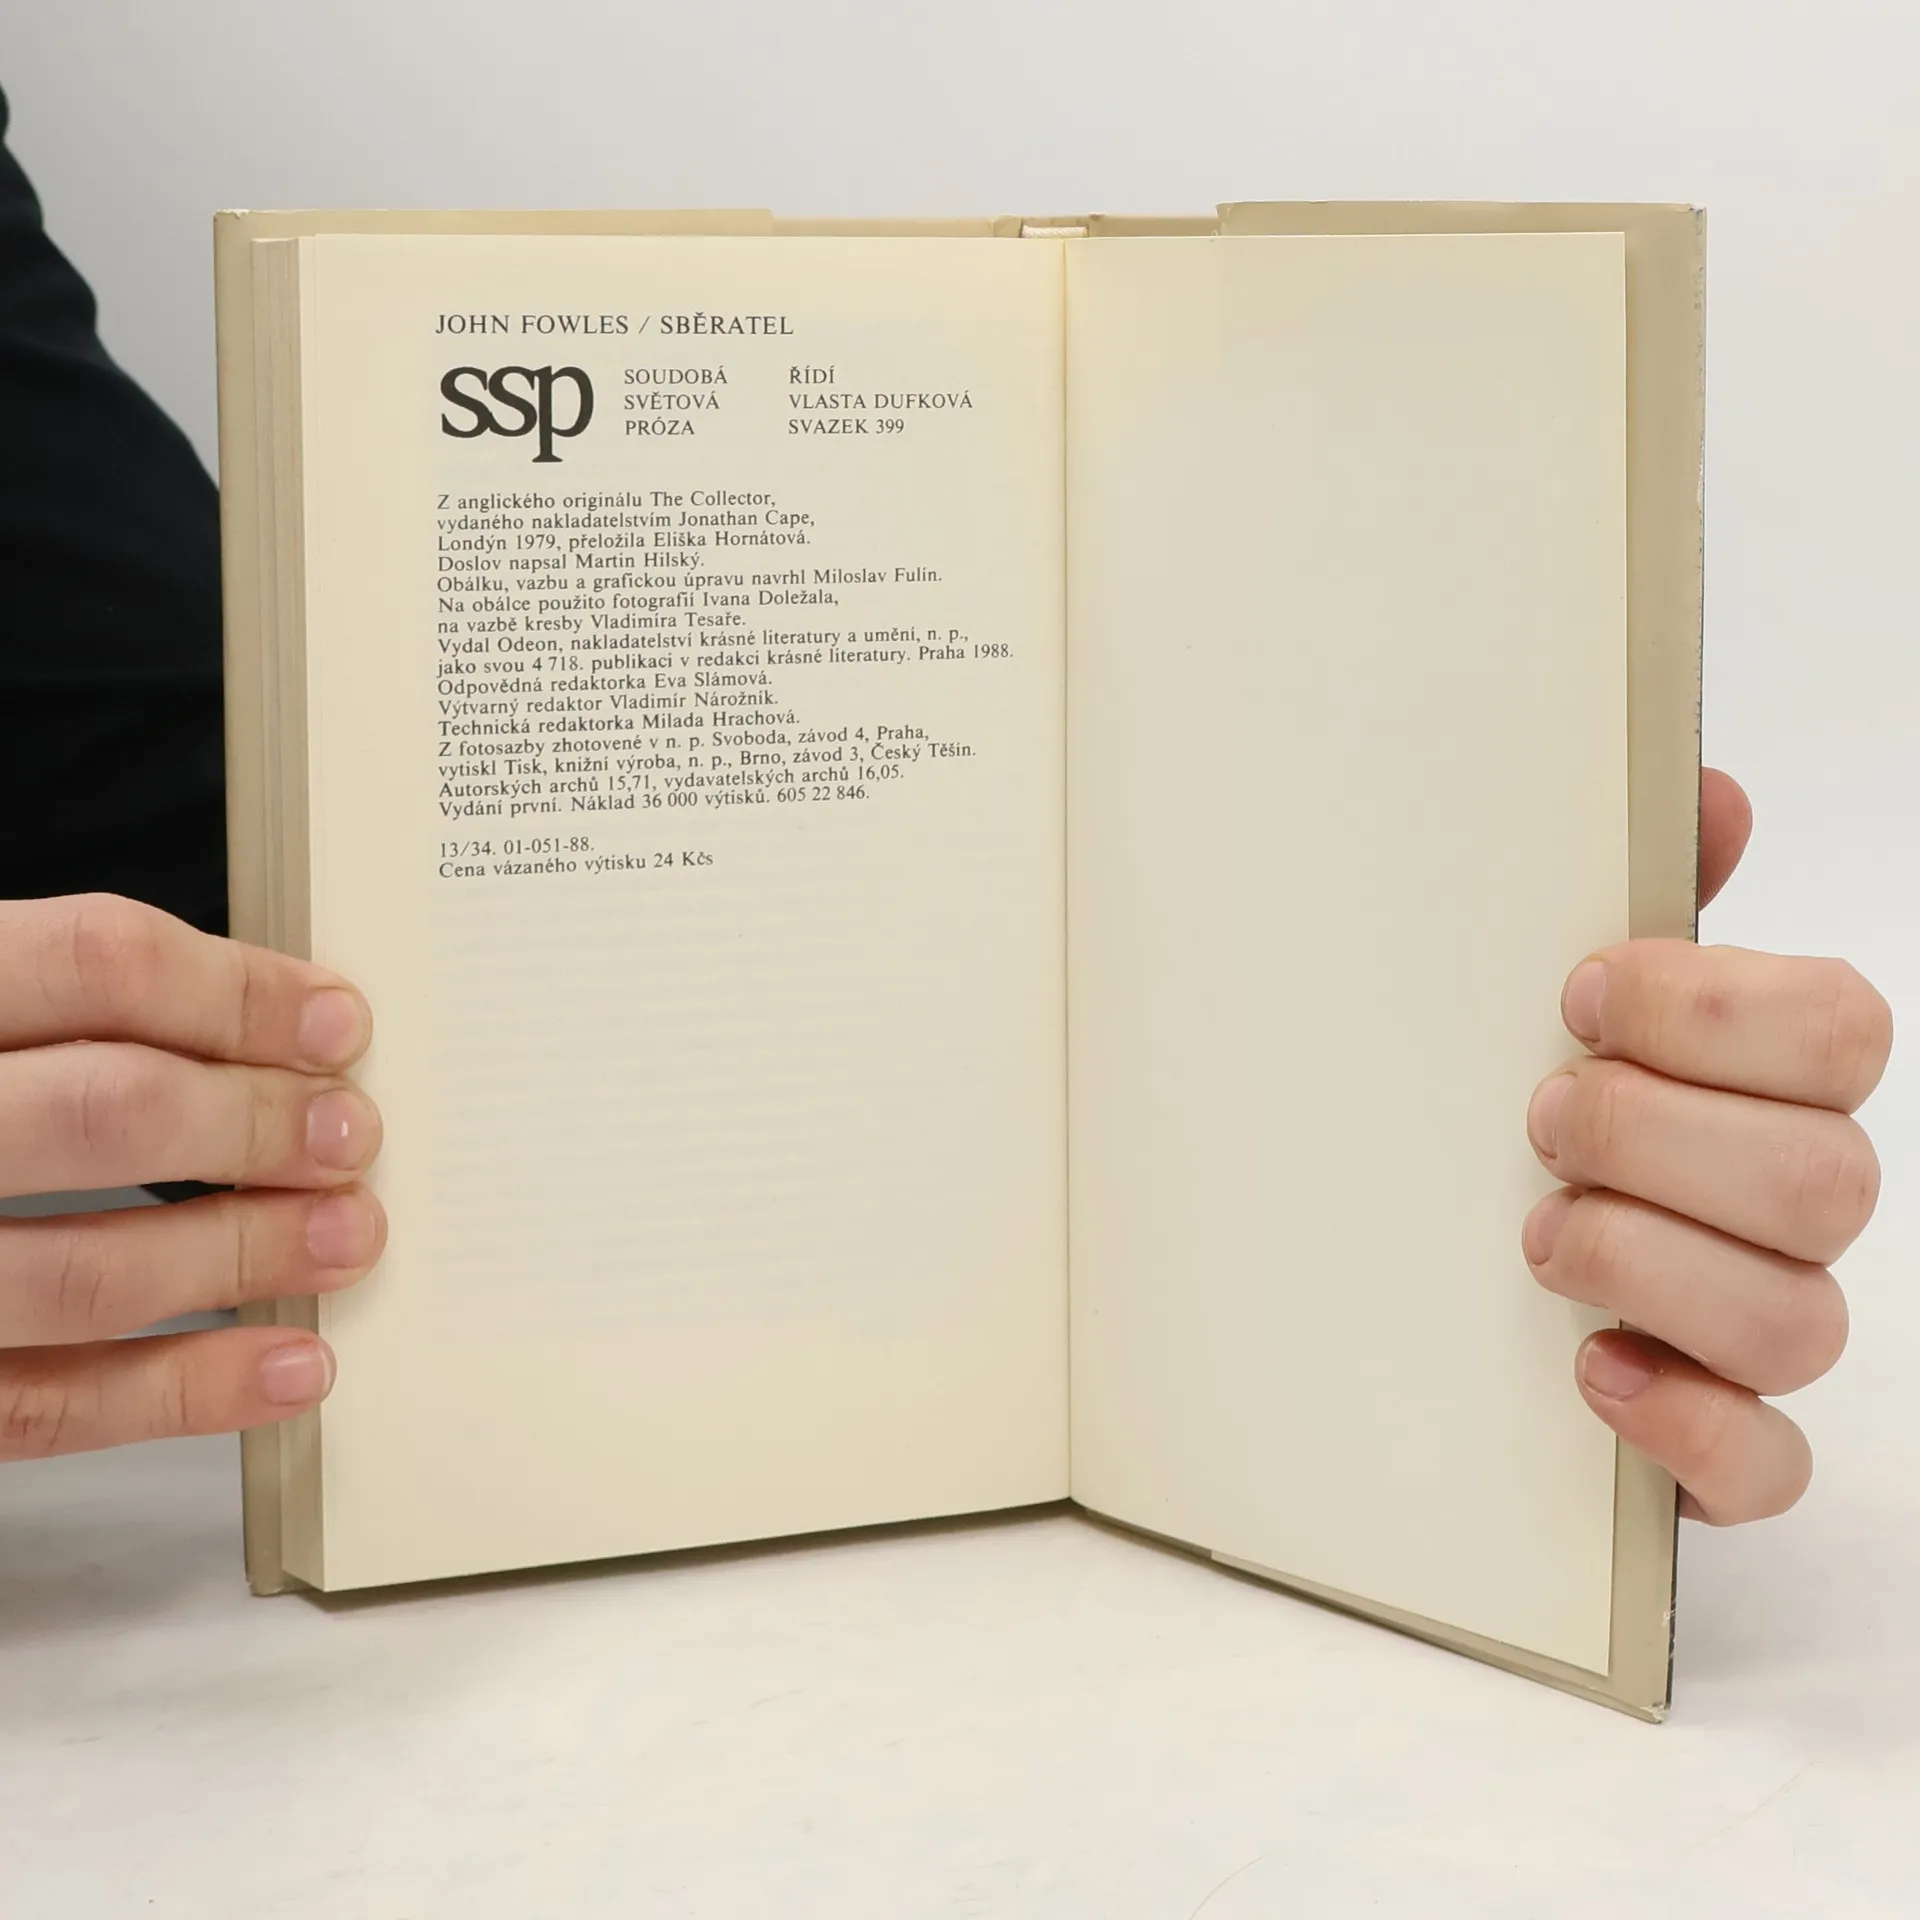 JOHN FOWLES / SBĚRATEL
ssp
SOUDOBÁ
SVĚTOVÁ
PRÓZA
ŘÍDÍ
VLASTA DUFKOVÁ
SVAZEK 399
Z anglického originálu The Collector,
vydaného nakladatelstvím Jonathan Cape,
Londýn 1979, přeložila Eliška Hornátová.
Doslov napsal Martin Hilský.
Obálku, vazbu a grafickou úpravu navrhl Miloslav Fulín.
Na obálce použito fotografií Ivana Doležala,
na vazbě kresby Vladimíra Tesaře.
Vydal Odeon, nakladatelství krásné literatury a umění, n. p.,
jako svou 4 718. publikaci v redakci krásné literatury. Praha 1988.
Odpovědná redaktorka Eva Slámová.
Výtvarný redaktor Vladimír Nárožník.
Technická redaktorka Milada Hrachová.
Z fotosazby zhotovené v n. p. Svoboda, závod 4, Praha,
vytiskl Tisk, knižní výroba, n. p., Brno, závod 3, Český Těšín.
Autorských archů 15,71, vydavatelských archů 16,05.
Vydání první. Náklad 36 000 výtisků. 605 22 846.
13/34. 01-051-88.
Cena vázaného výtisku 24 Kčs